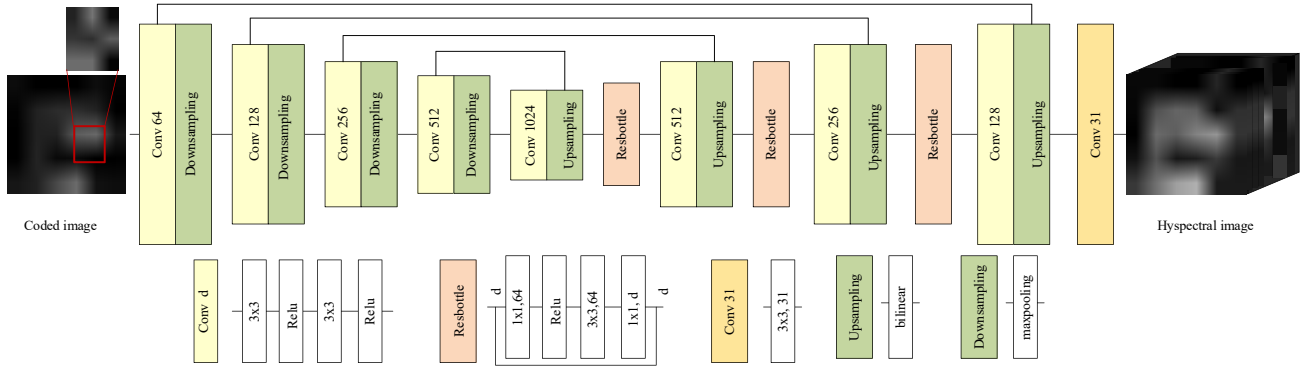 Conv 64
Downsampling
Conv 128
Downsampling
Conv 256
Downsampling
Conv 512
Downsampling
Conv 1024
Upsampling
Resbottle
Conv 512
Upsampling
Resbottle
Conv 256
Upsampling
Resbottle
Conv 128
Upsampling
Conv 31
Coded image
Hyspectral image
Conv d
3x3
Relu
3x3
Relu
Resbottle
d
1x1,64
Relu
3x3,64
1x1, d
d
Conv 31
3x3, 31
Upsampling
bilinear
Downsampling
maxpooling